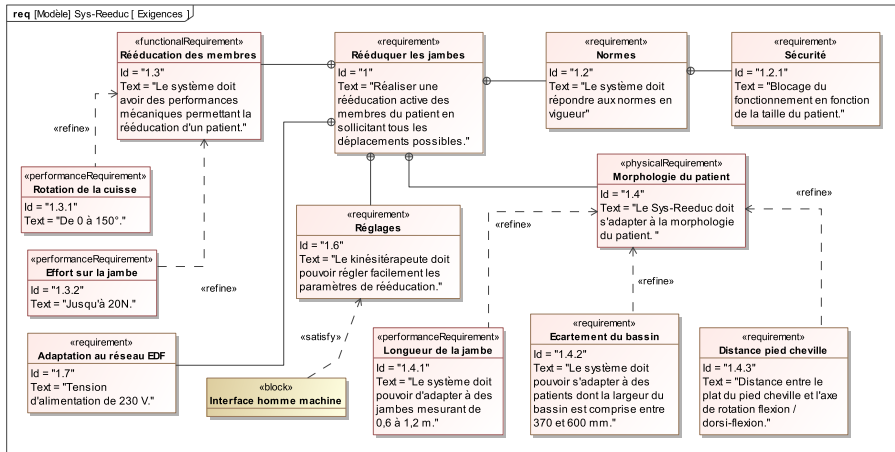 req [Modèle] Sys-Reeduc [ Exigences ]
«functionalRequirement»
Rééducation des membres
Id = "1.3"
Text = "Le système doit
avoir des performances
mécaniques permettant la
rééducation d'un patient."
«requirement»
Rééduquer les jambes
Id = "1"
Text = "Réaliser une
rééducation active des
membres du patient en
sollicitant tous les
déplacements possibles."
«requirement»
Normes
Id = "1.2"
Text = "Le système doit
répondre aux normes en
vigueur"
«requirement»
Sécurité
Id = "1.2.1"
Text = "Blocage du
fonctionnement en fonction
de la taille du patient."
«refine»
«performanceRequirement»
Rotation de la cuisse
Id = "1.3.1"
Text = "De 0 à 150°."
«physicalRequirement»
Morphologie du patient
Id = "1.4"
Text = "Le Sys-Reeduc doit
s'adapter à la morphologie
du patient. "
«refine»
«requirement»
Réglages
Id = "1.6"
Text = "Le kinésitérapeute doit
pouvoir régler facilement les
paramètres de rééducation."
«refine»
«performanceRequirement»
Effort sur la jambe
Id = "1.3.2"
Text = "Jusqu'à 20N."
«refine»
«refine»
«requirement»
Adaptation au réseau EDF
Id = "1.7"
Text = "Tension
d'alimentation de 230 V."
«satisfy»
«block»
Interface homme machine
«performanceRequirement»
Longueur de la jambe
Id = "1.4.1"
Text = "Le système doit
pouvoir d'adapter à des
jambes mesurant de
0,6 à 1,2 m."
«requirement»
Ecartement du bassin
Id = "1.4.2"
Text = "Le système doit
pouvoir s'adapter à des
patients dont la largeur du
bassin est comprise entre
370 et 600 mm."
«requirement»
Distance pied cheville
Id = "1.4.3"
Text = "Distance entre le
plat du pied cheville et l'axe
de rotation flexion /
dorsi-flexion."